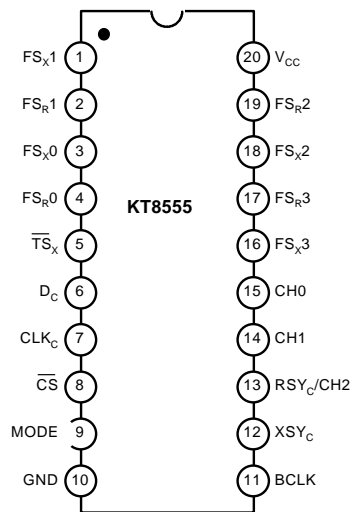 FSX1 1 20 VCC
FSR1 2 19 FSR2
FSX0 3 18 FSX2
FSR0 4 17 FSR3
KT8555
TSX 5 16 FSX3
DC 6 15 CH0
CLKC 7 14 CH1
CS 8 13 RSYC/CH2
MODE 9 12 XSYC
GND 10 11 BCLK